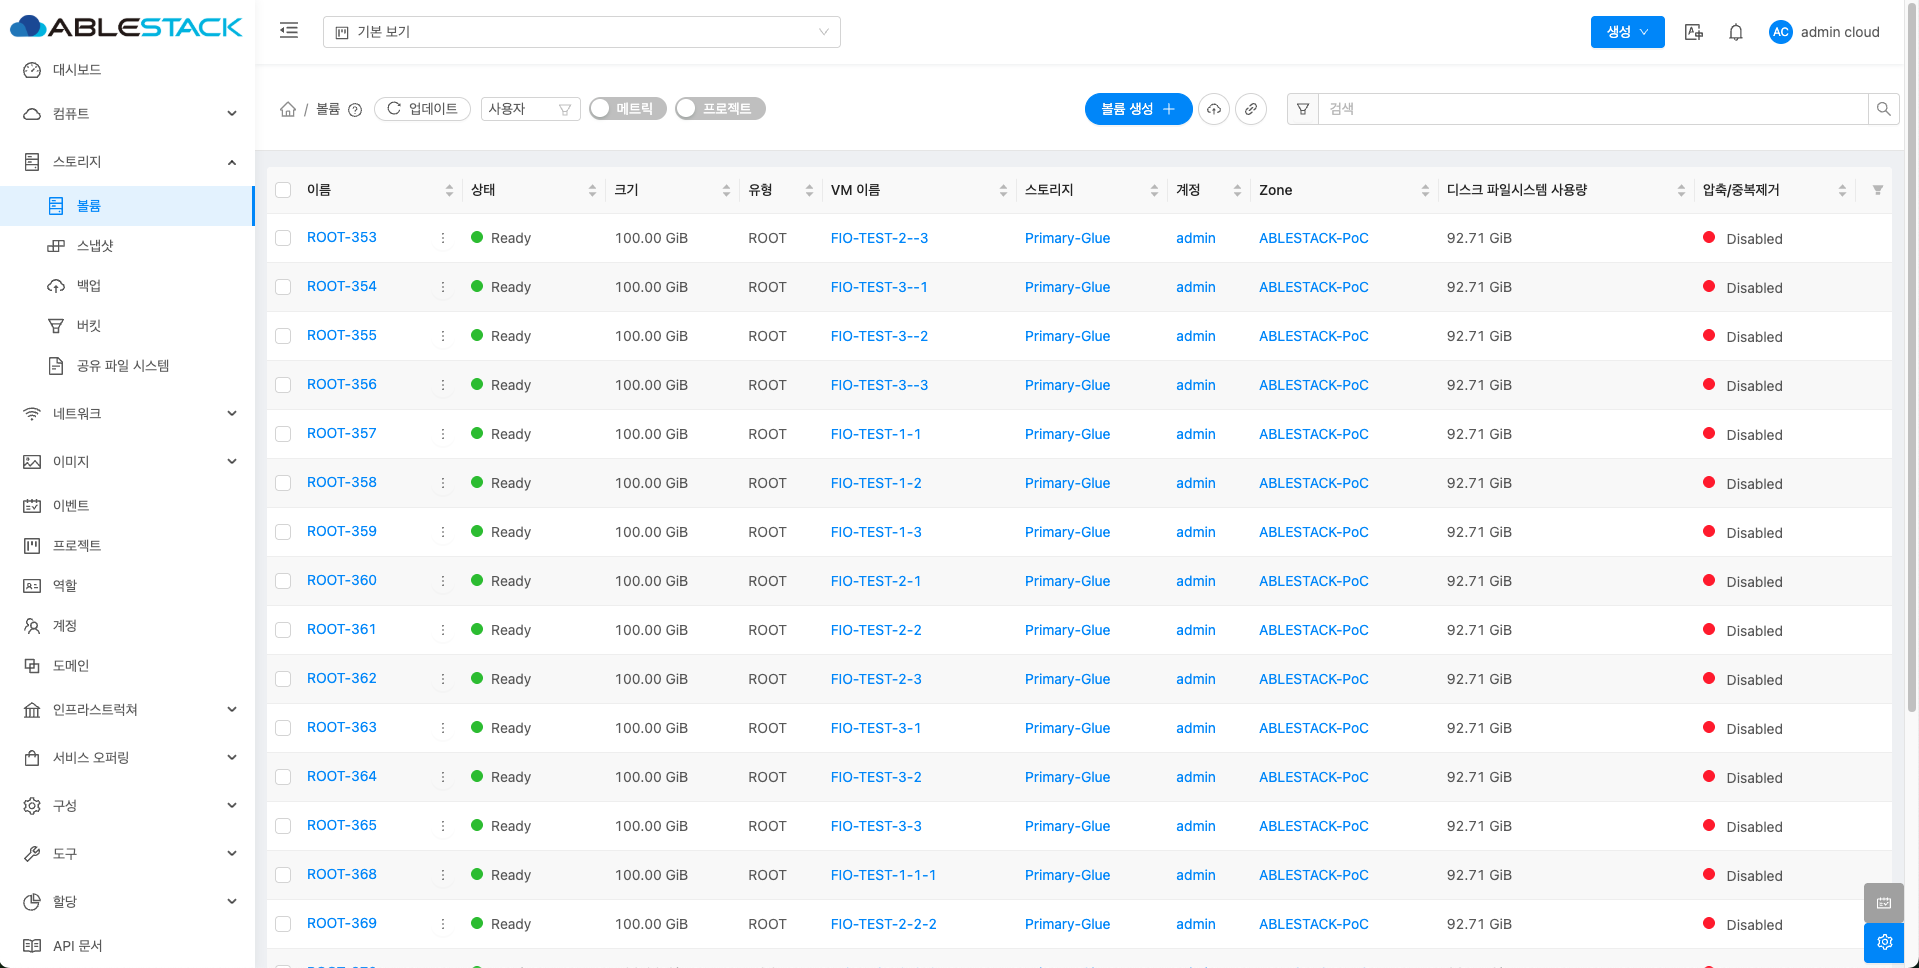 ABLESTACK
기본 보기
생성
AC admin cloud
대시보드
컴퓨트
스토리지
볼륨
스냅샷
백업
버킷
공유 파일 시스템
네트워크
이미지
이벤트
프로젝트
역할
계정
도메인
인프라스트럭쳐
서비스 오퍼링
구성
도구
할당
API 문서
/ 볼륨 업데이트 사용자 메트릭 프로젝트
볼륨 생성 검색
이름 상태 크기 유형 VM 이름 스토리지 계정 Zone 디스크 파일시스템 사용량 압축/중복제거
ROOT-353 Ready 100.00 GiB ROOT FIO-TEST-2--3 Primary-Glue admin ABLESTACK-PoC 92.71 GiB Disabled
ROOT-354 Ready 100.00 GiB ROOT FIO-TEST-3--1 Primary-Glue admin ABLESTACK-PoC 92.71 GiB Disabled
ROOT-355 Ready 100.00 GiB ROOT FIO-TEST-3--2 Primary-Glue admin ABLESTACK-PoC 92.71 GiB Disabled
ROOT-356 Ready 100.00 GiB ROOT FIO-TEST-3--3 Primary-Glue admin ABLESTACK-PoC 92.71 GiB Disabled
ROOT-357 Ready 100.00 GiB ROOT FIO-TEST-1-1 Primary-Glue admin ABLESTACK-PoC 92.71 GiB Disabled
ROOT-358 Ready 100.00 GiB ROOT FIO-TEST-1-2 Primary-Glue admin ABLESTACK-PoC 92.71 GiB Disabled
ROOT-359 Ready 100.00 GiB ROOT FIO-TEST-1-3 Primary-Glue admin ABLESTACK-PoC 92.71 GiB Disabled
ROOT-360 Ready 100.00 GiB ROOT FIO-TEST-2-1 Primary-Glue admin ABLESTACK-PoC 92.71 GiB Disabled
ROOT-361 Ready 100.00 GiB ROOT FIO-TEST-2-2 Primary-Glue admin ABLESTACK-PoC 92.71 GiB Disabled
ROOT-362 Ready 100.00 GiB ROOT FIO-TEST-2-3 Primary-Glue admin ABLESTACK-PoC 92.71 GiB Disabled
ROOT-363 Ready 100.00 GiB ROOT FIO-TEST-3-1 Primary-Glue admin ABLESTACK-PoC 92.71 GiB Disabled
ROOT-364 Ready 100.00 GiB ROOT FIO-TEST-3-2 Primary-Glue admin ABLESTACK-PoC 92.71 GiB Disabled
ROOT-365 Ready 100.00 GiB ROOT FIO-TEST-3-3 Primary-Glue admin ABLESTACK-PoC 92.71 GiB Disabled
ROOT-368 Ready 100.00 GiB ROOT FIO-TEST-1-1-1 Primary-Glue admin ABLESTACK-PoC 92.71 GiB Disabled
ROOT-369 Ready 100.00 GiB ROOT FIO-TEST-2-2-2 Primary-Glue admin ABLESTACK-PoC 92.71 GiB Disabled